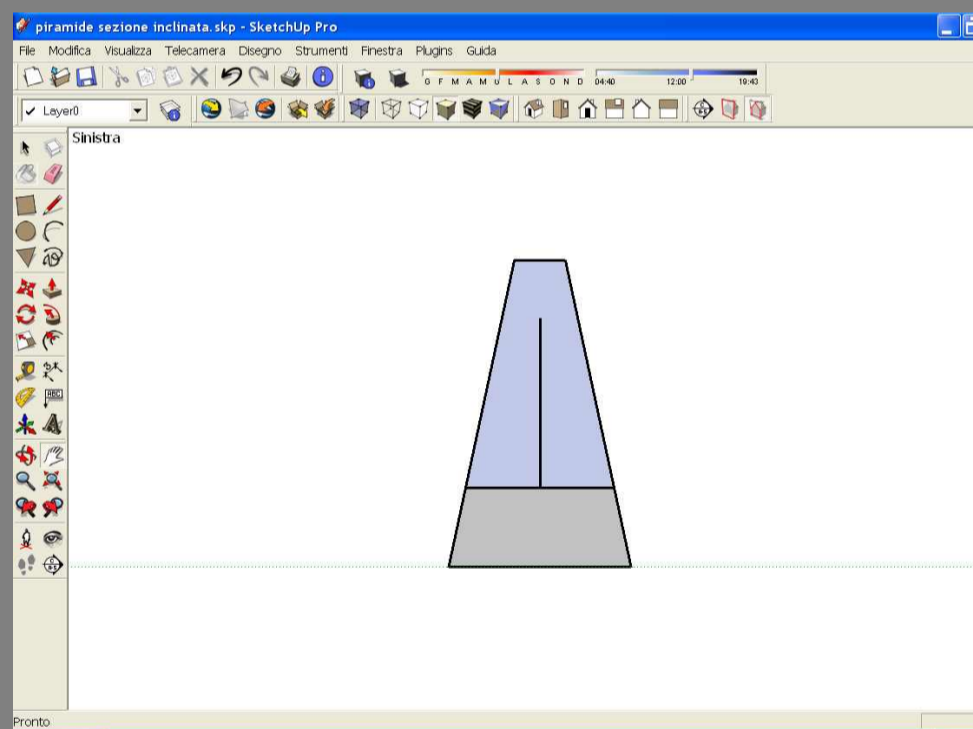 piramide sezione inclinata.skp - SketchUp Pro
File Modifica Visualizza Telecamera Disegno Strumenti Finestra Plugins Guida
G F M A M J L A S O N D 04:40 12:00 19:43
Layer0
Sinistra
ABC
Pronto